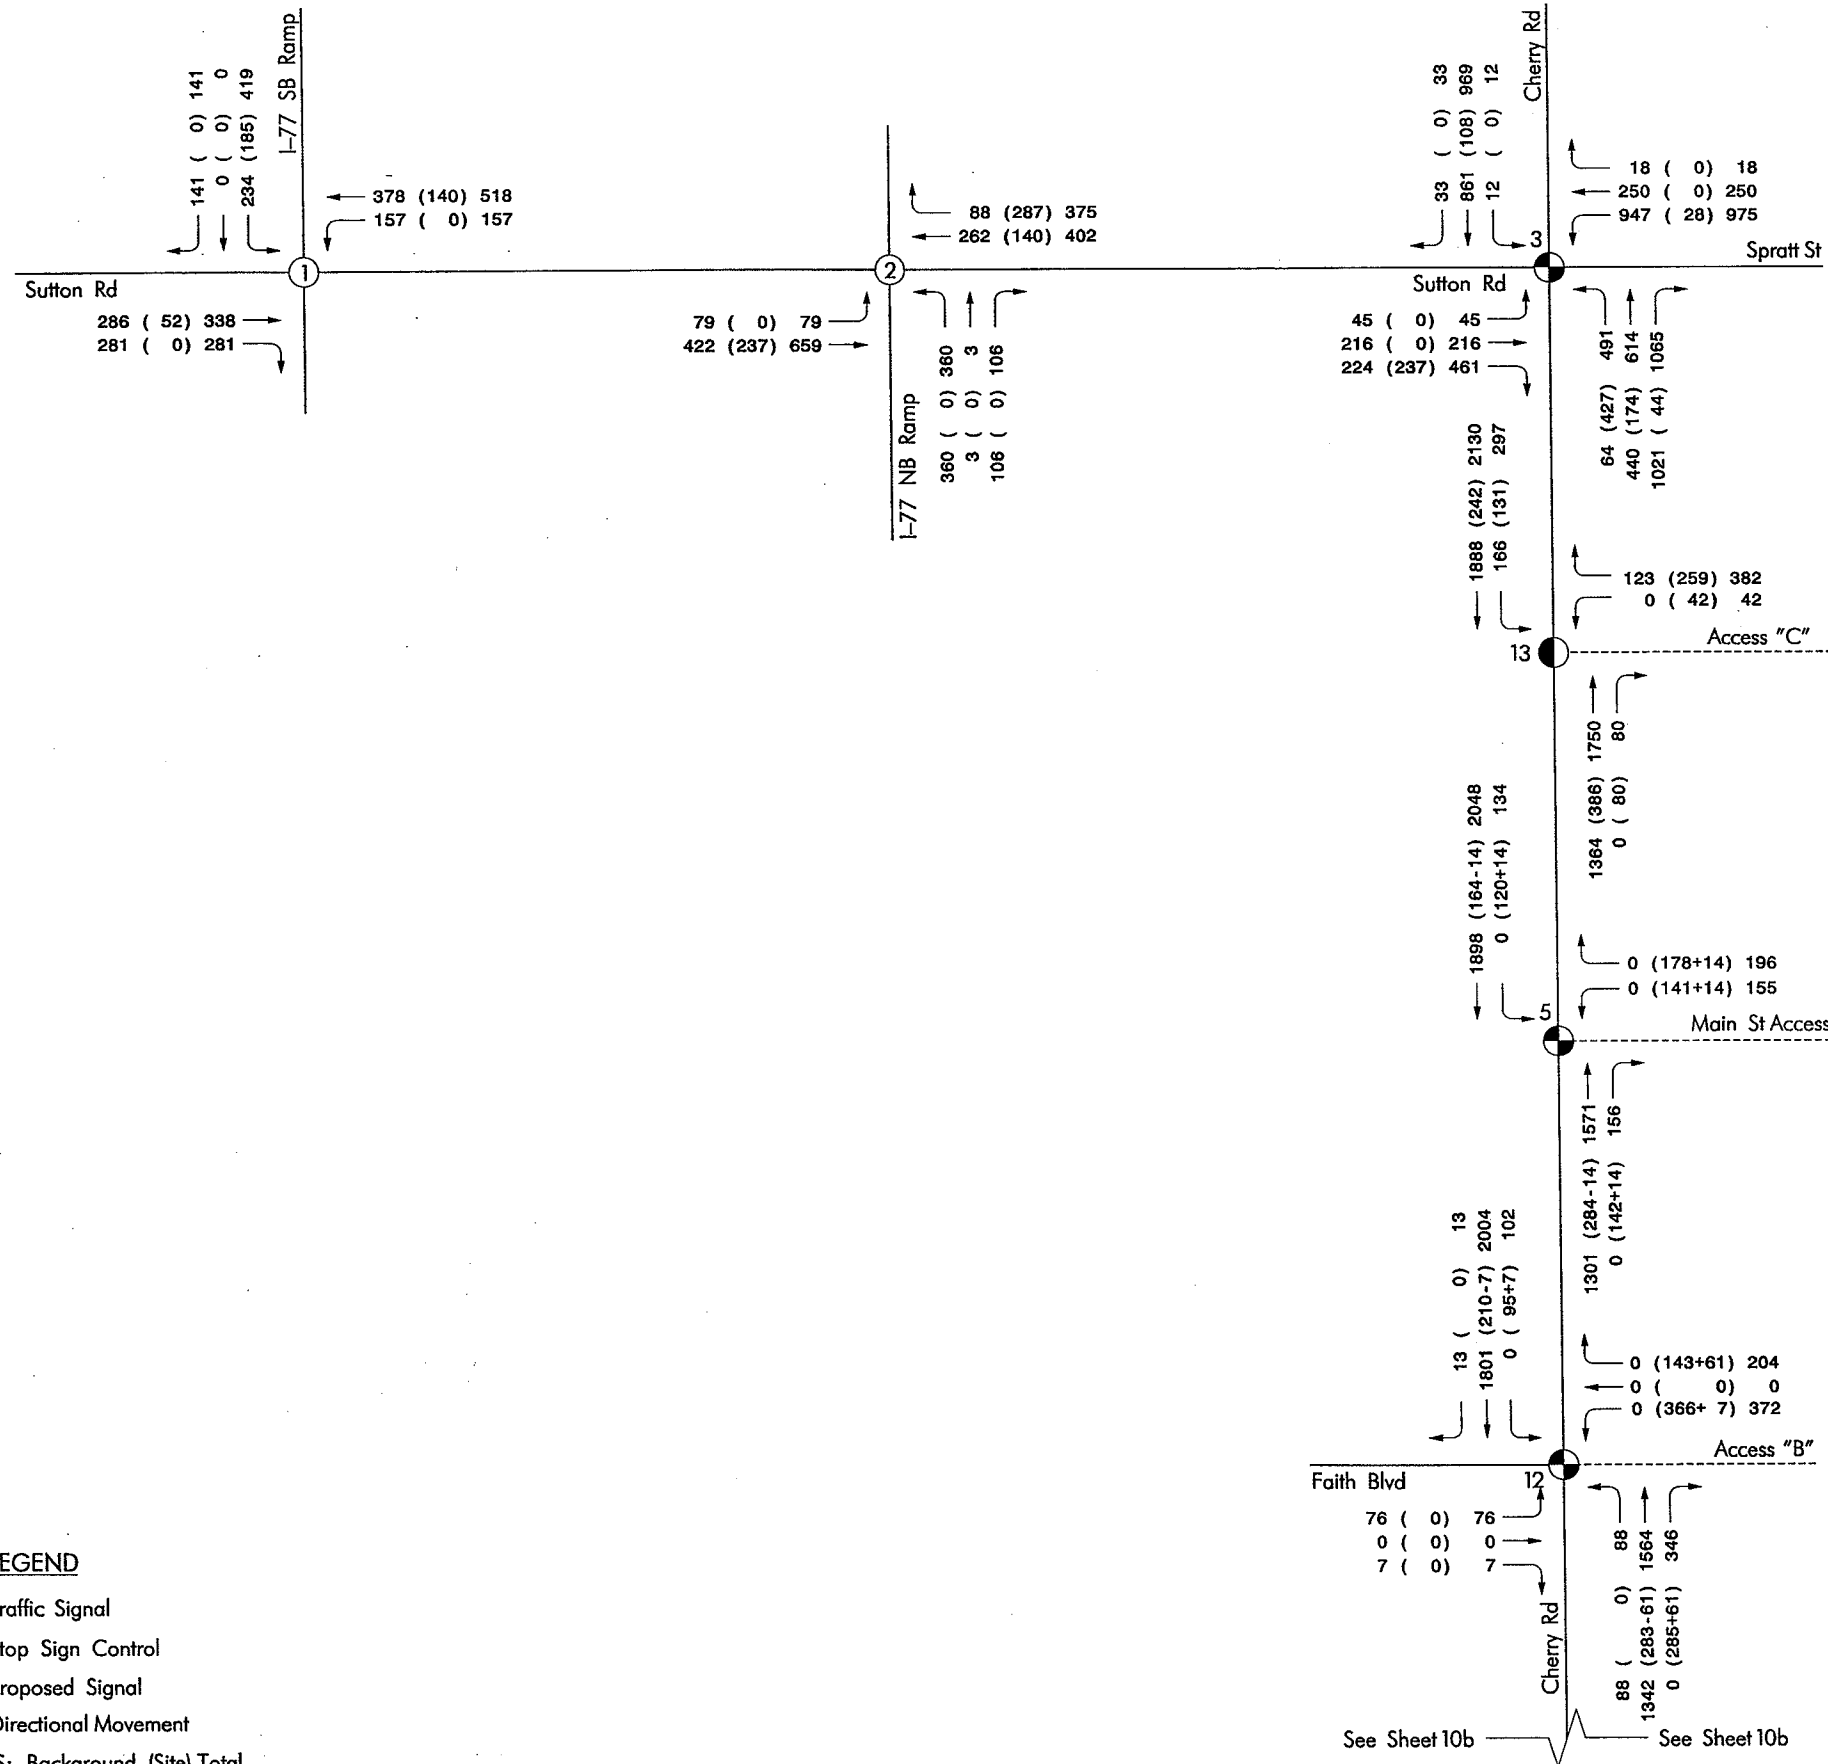 I-77 SB Ramp
141 ( 0) 141
0 ( 0) 0
234 (185) 419
378 (140) 518
157 ( 0) 157
1
Sutton Rd
286 ( 52) 338
281 ( 0) 281
88 (287) 375
262 (140) 402
2
79 ( 0) 79
422 (237) 659
I-77 NB Ramp
360 ( 0) 360
3 ( 0) 3
106 ( 0) 106
Cherry Rd
33 ( 0) 33
861 (108) 969
12 ( 0) 12
18 ( 0) 18
250 ( 0) 250
947 ( 28) 975
3
Spratt St
Sutton Rd
45 ( 0) 45
216 ( 0) 216
224 (237) 461
64 (427) 491
440 (174) 614
1021 ( 44) 1065
1888 (242) 2130
166 (131) 297
123 (259) 382
0 ( 42) 42
Access "C"
13
1364 (386) 1750
0 ( 80) 80
1898 (164-14) 2048
0 (120+14) 134
0 (178+14) 196
0 (141+14) 155
5
Main St Access
1301 (284-14) 1571
0 (142+14) 156
13 ( 0) 13
1801 (210-7) 2004
0 ( 95+7) 102
0 (143+61) 204
0 ( 0) 0
0 (366+ 7) 372
Access "B"
Faith Blvd
12
76 ( 0) 76
0 ( 0) 0
7 ( 0) 7
Cherry Rd
88 ( 0) 88
1342 (283-61) 1564
0 (285+61) 346
See Sheet 10b
See Sheet 10b
EGEND
raffic Signal
top Sign Control
roposed Signal
Directional Movement
S: Background (Site) Total